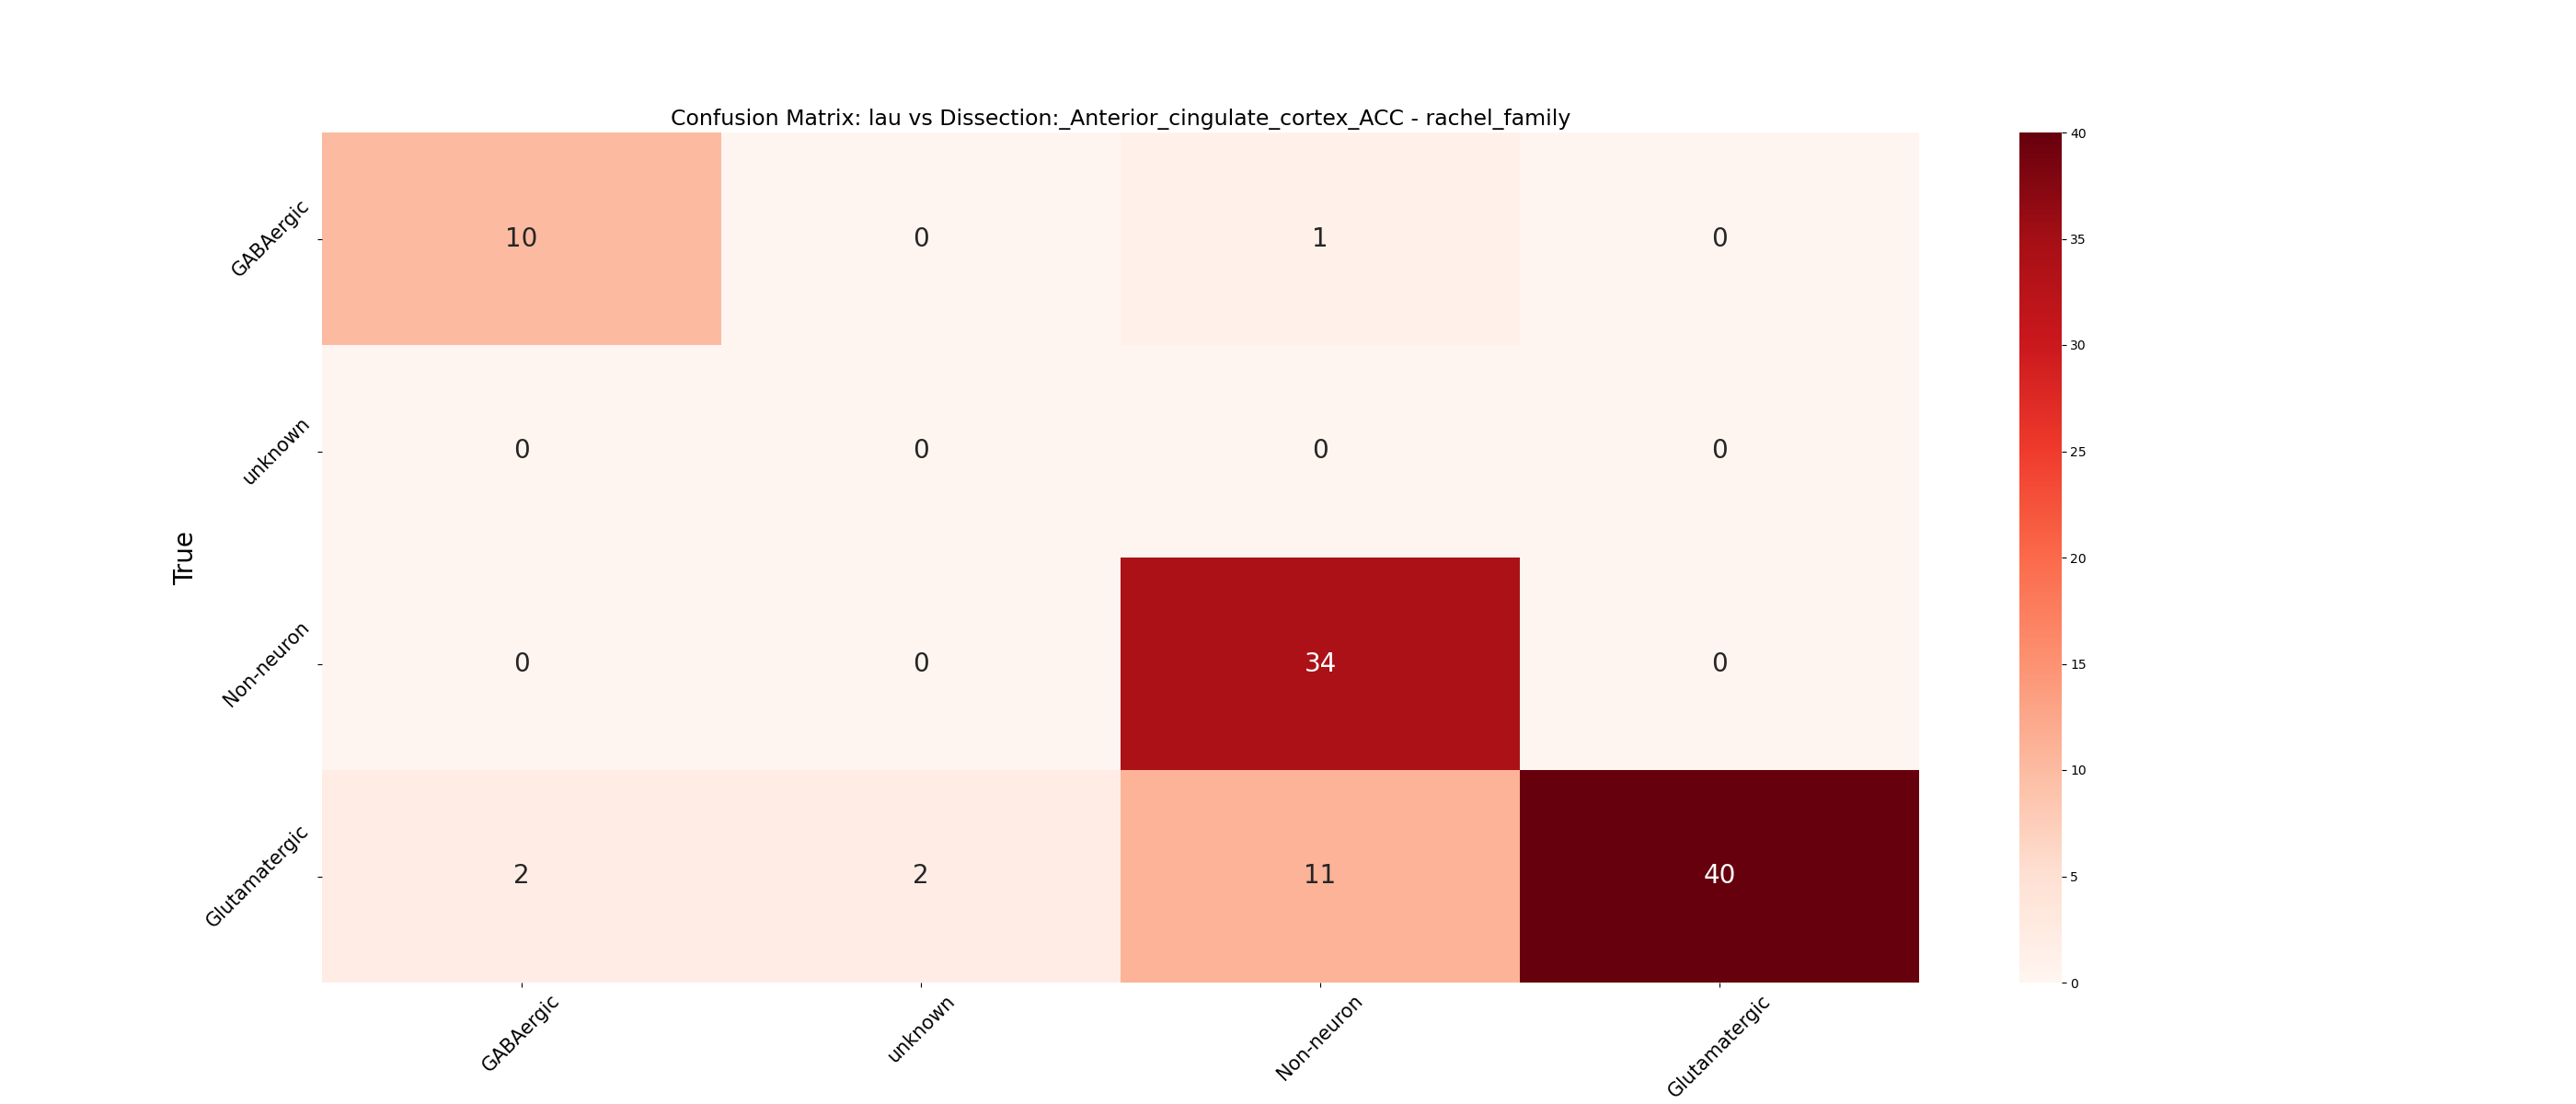 Confusion Matrix: lau vs Dissection:_Anterior_cingulate_cortex_ACC - rachel_family
True
GABAergic 10 0 1 0
unknown 0 0 0 0
Non-neuron 0 0 34 0
Glutamatergic 2 2 11 40
GABAergic unknown Non-neuron Glutamatergic
40
35
30
25
20
15
10
5
0